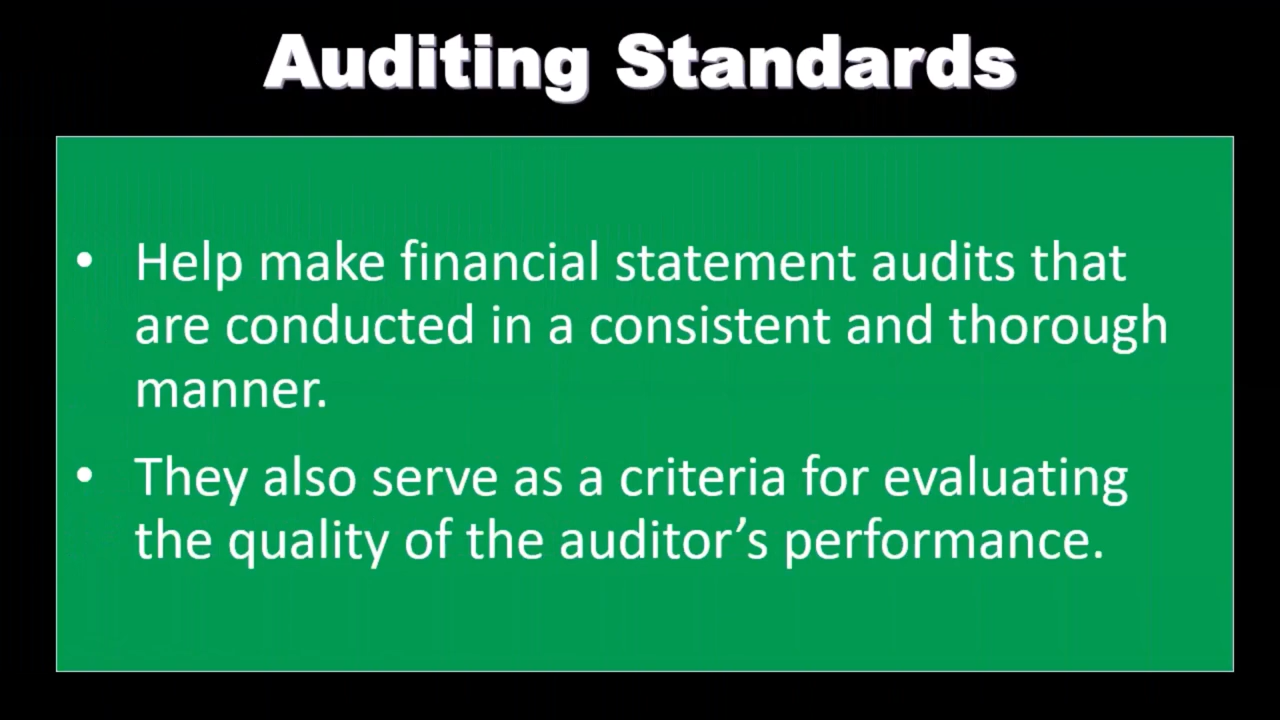 Auditing Standards
• Help make financial statement audits that
are conducted in a consistent and thorough
manner.
• They also serve as a criteria for evaluating
the quality of the auditor’s performance.